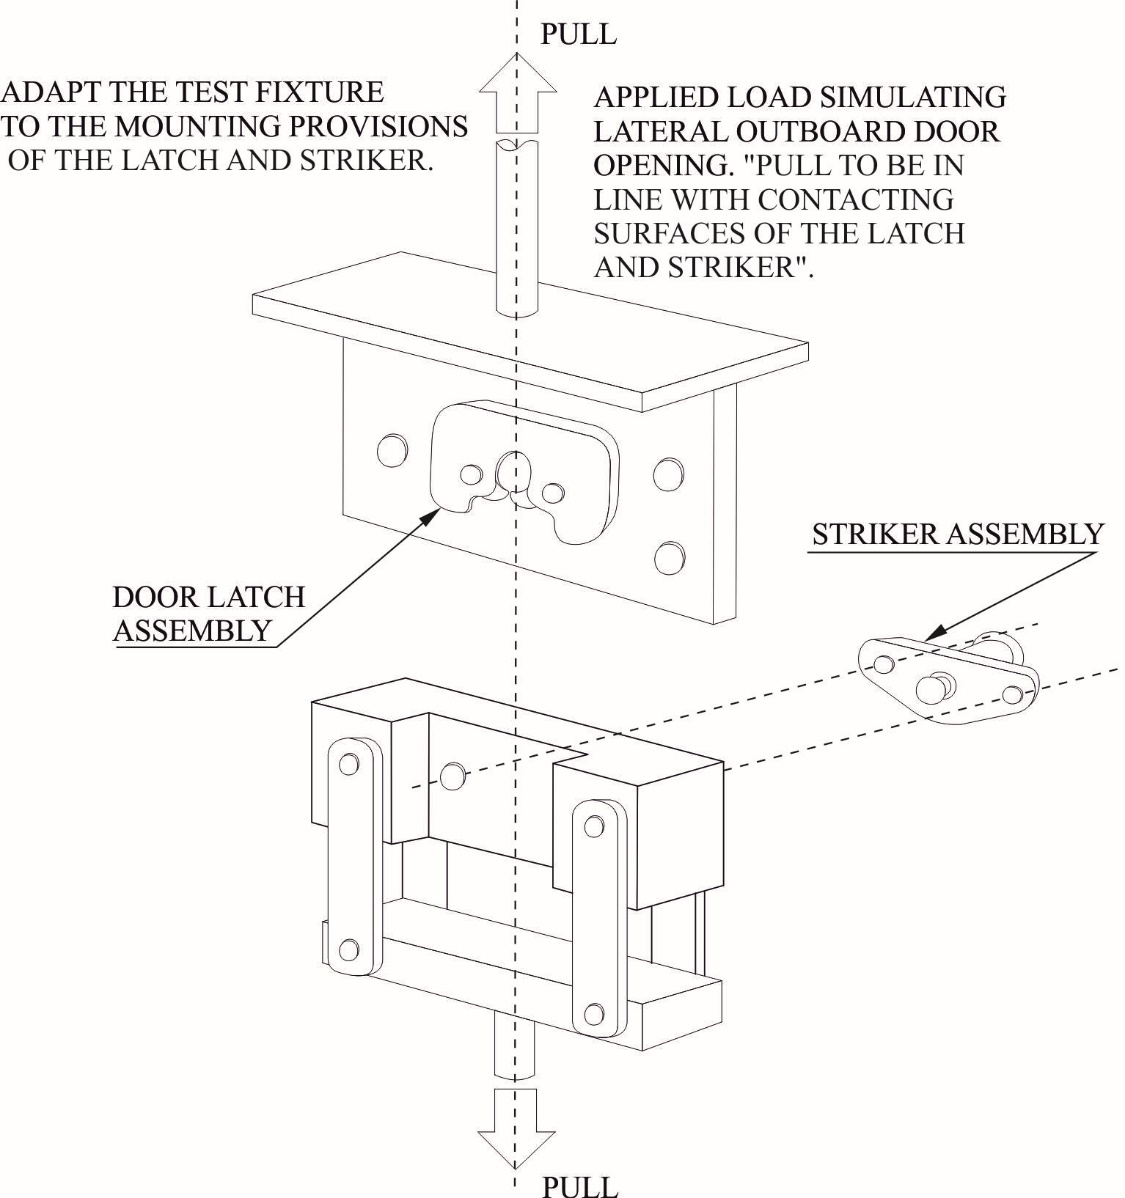 PULL
ADAPT THE TEST FIXTURE
TO THE MOUNTING PROVISIONS
OF THE LATCH AND STRIKER.
APPLIED LOAD SIMULATING
LATERAL OUTBOARD DOOR
OPENING. "PULL TO BE IN
LINE WITH CONTACTING
SURFACES OF THE LATCH
AND STRIKER".
STRIKER ASSEMBLY
DOOR LATCH
ASSEMBLY
PULL